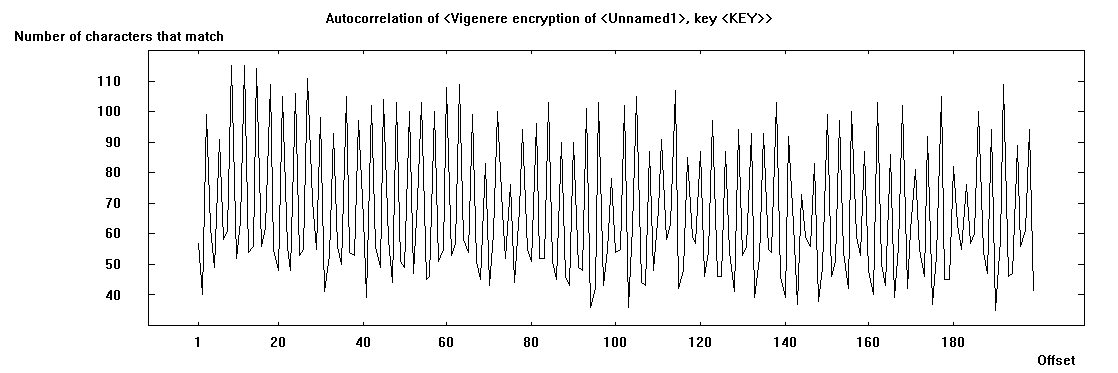 Autocorrelation of <Vigenere encryption of <Unnamed1>, key <KEY>>
Number of characters that match
110
100
90
80
70
60
50
40
1 20 40 60 80 100 120 140 160 180
Offset